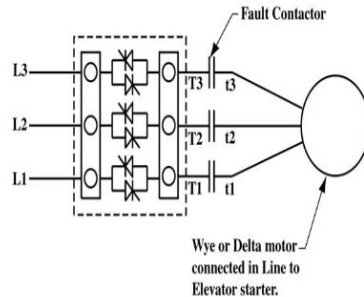 Fault Contactor
L3
T3
t3
L2
T2
t2
L1
T1
t1
Wye or Delta motor
connected in Line to
Elevator starter.